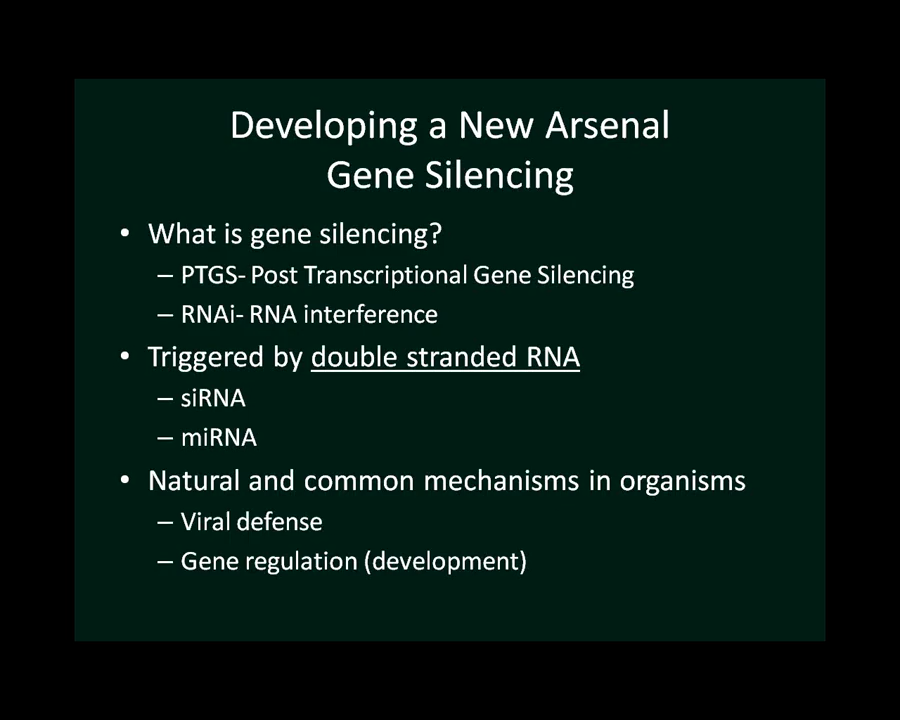 Developing a New Arsenal
Gene Silencing
• What is gene silencing?
– PTGS- Post Transcriptional Gene Silencing
– RNAi- RNA interference
• Triggered by double stranded RNA
– siRNA
– miRNA
• Natural and common mechanisms in organisms
– Viral defense
– Gene regulation (development)